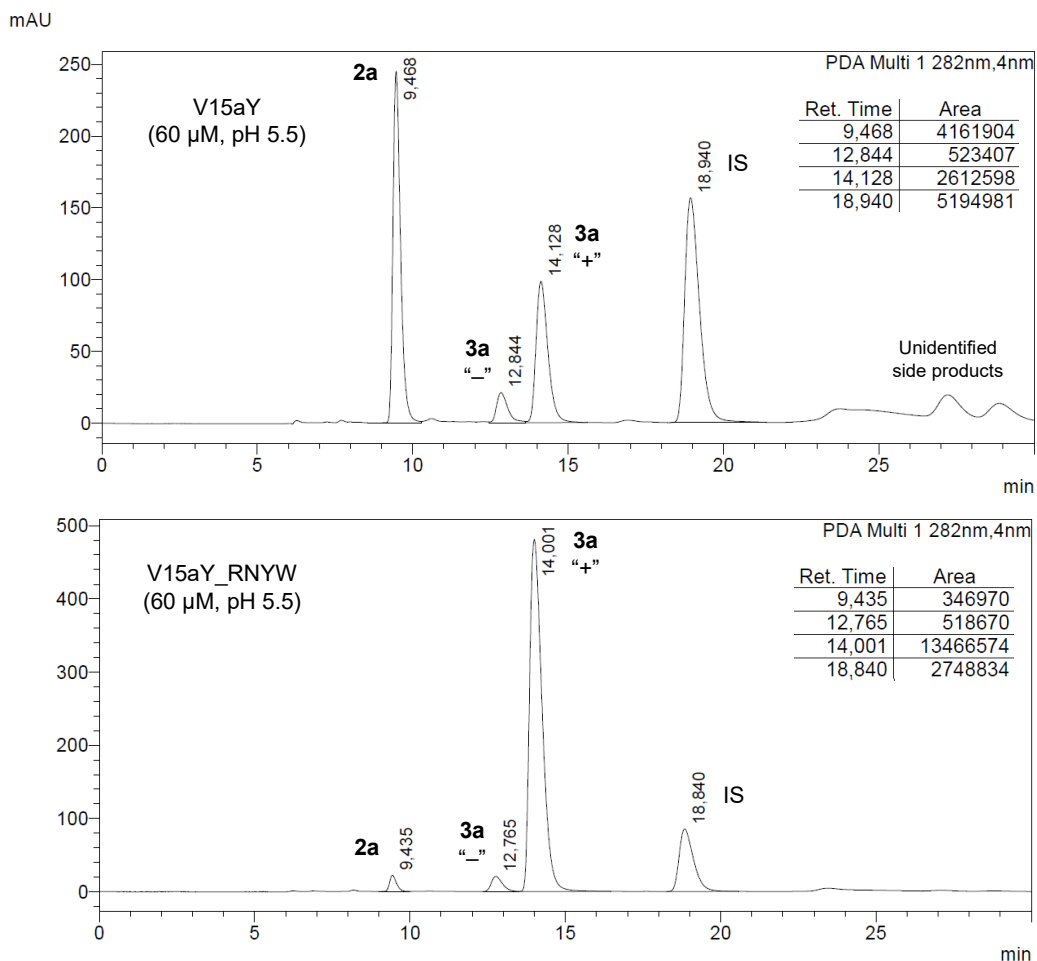 mAU
PDA Multi 1 282nm,4nm
V15aY
(60 µM, pH 5.5)
2a
9,468
3a
“–”
12,844
14,128
3a
“+”
18,940
IS
Unidentified
side products
Ret. Time Area
9,468 4161904
12,844 523407
14,128 2612598
18,940 5194981
250
200
150
100
50
0
0 5 10 15 20 25
min
PDA Multi 1 282nm,4nm
V15aY_RNYW
(60 µM, pH 5.5)
2a
9,435
3a
“–”
12,765
14,001
3a
“+”
18,840
IS
Ret. Time Area
9,435 346970
12,765 518670
14,001 13466574
18,840 2748834
500
400
300
200
100
0
0 5 10 15 20 25
min